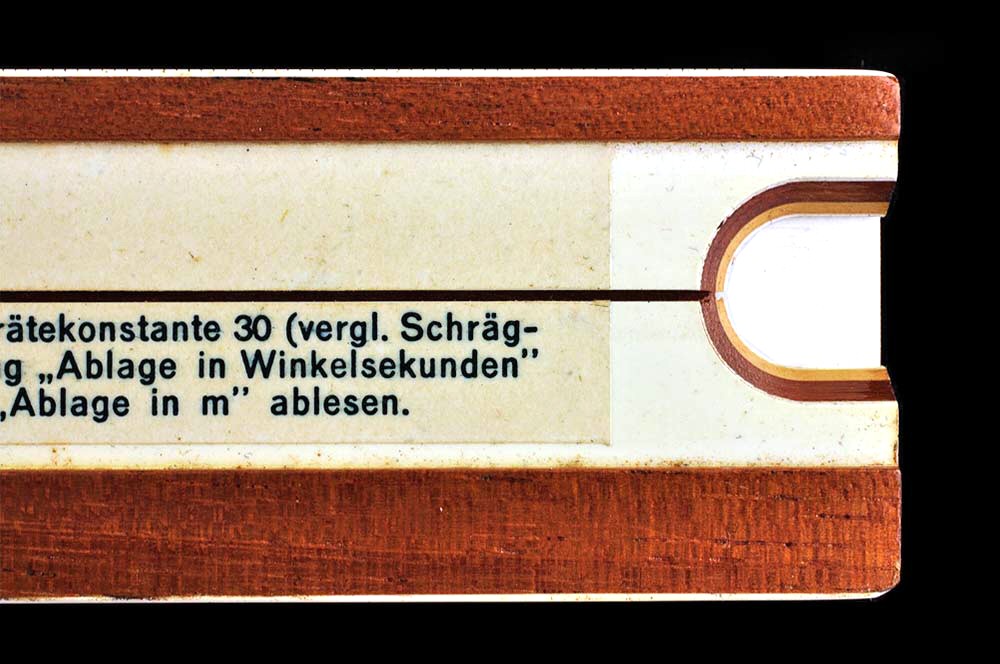 rätekonstante 30 (vergl. Schräg-
g „Ablage in Winkelsekunden”
„Ablage in m” ablesen.